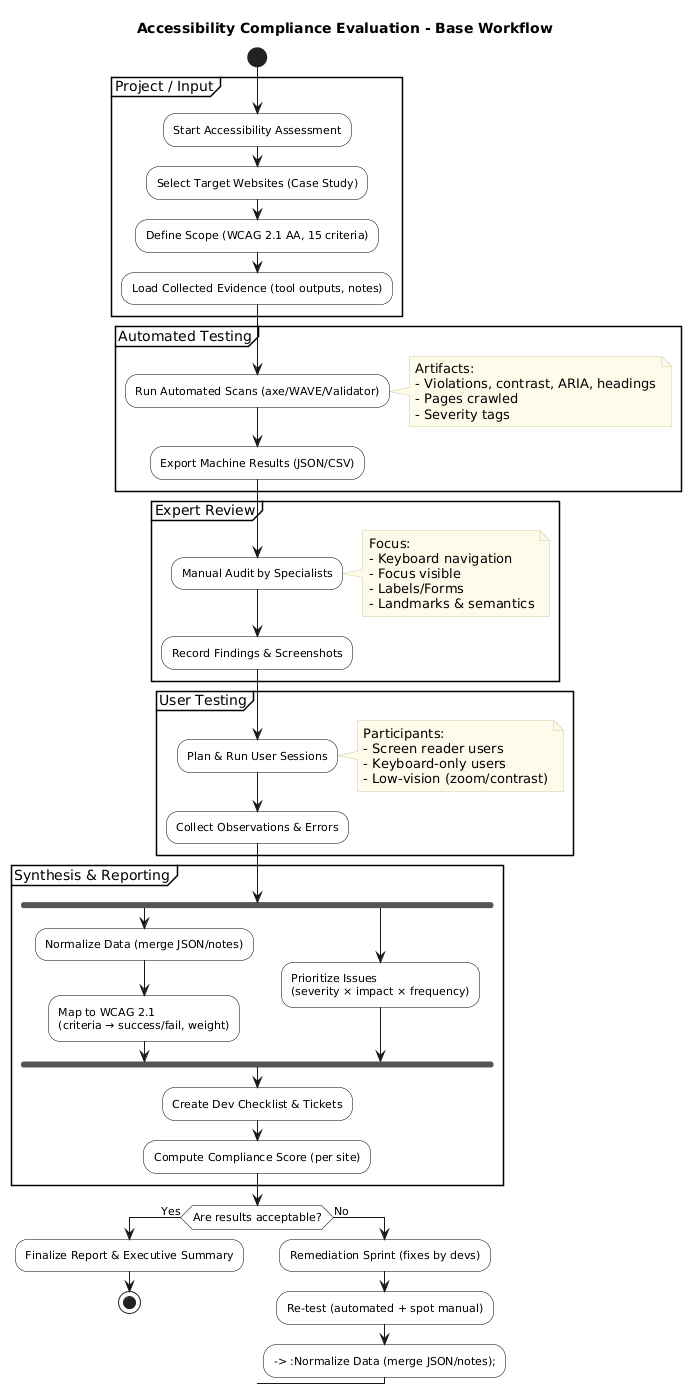 Accessibility Compliance Evaluation - Base Workflow
Project / Input
Start Accessibility Assessment
Select Target Websites (Case Study)
Define Scope (WCAG 2.1 AA, 15 criteria)
Load Collected Evidence (tool outputs, notes)
Automated Testing
Run Automated Scans (axe/WAVE/Validator)
Artifacts:
- Violations, contrast, ARIA, headings
- Pages crawled
- Severity tags
Export Machine Results (JSON/CSV)
Expert Review
Manual Audit by Specialists
Focus:
- Keyboard navigation
- Focus visible
- Labels/Forms
- Landmarks & semantics
Record Findings & Screenshots
User Testing
Plan & Run User Sessions
Participants:
- Screen reader users
- Keyboard-only users
- Low-vision (zoom/contrast)
Collect Observations & Errors
Synthesis & Reporting
Normalize Data (merge JSON/notes)
Map to WCAG 2.1
(criteria → success/fail, weight)
Prioritize Issues
(severity × impact × frequency)
Create Dev Checklist & Tickets
Compute Compliance Score (per site)
Are results acceptable?
Yes
No
Finalize Report & Executive Summary
Remediation Sprint (fixes by devs)
Re-test (automated + spot manual)
-> :Normalize Data (merge JSON/notes);